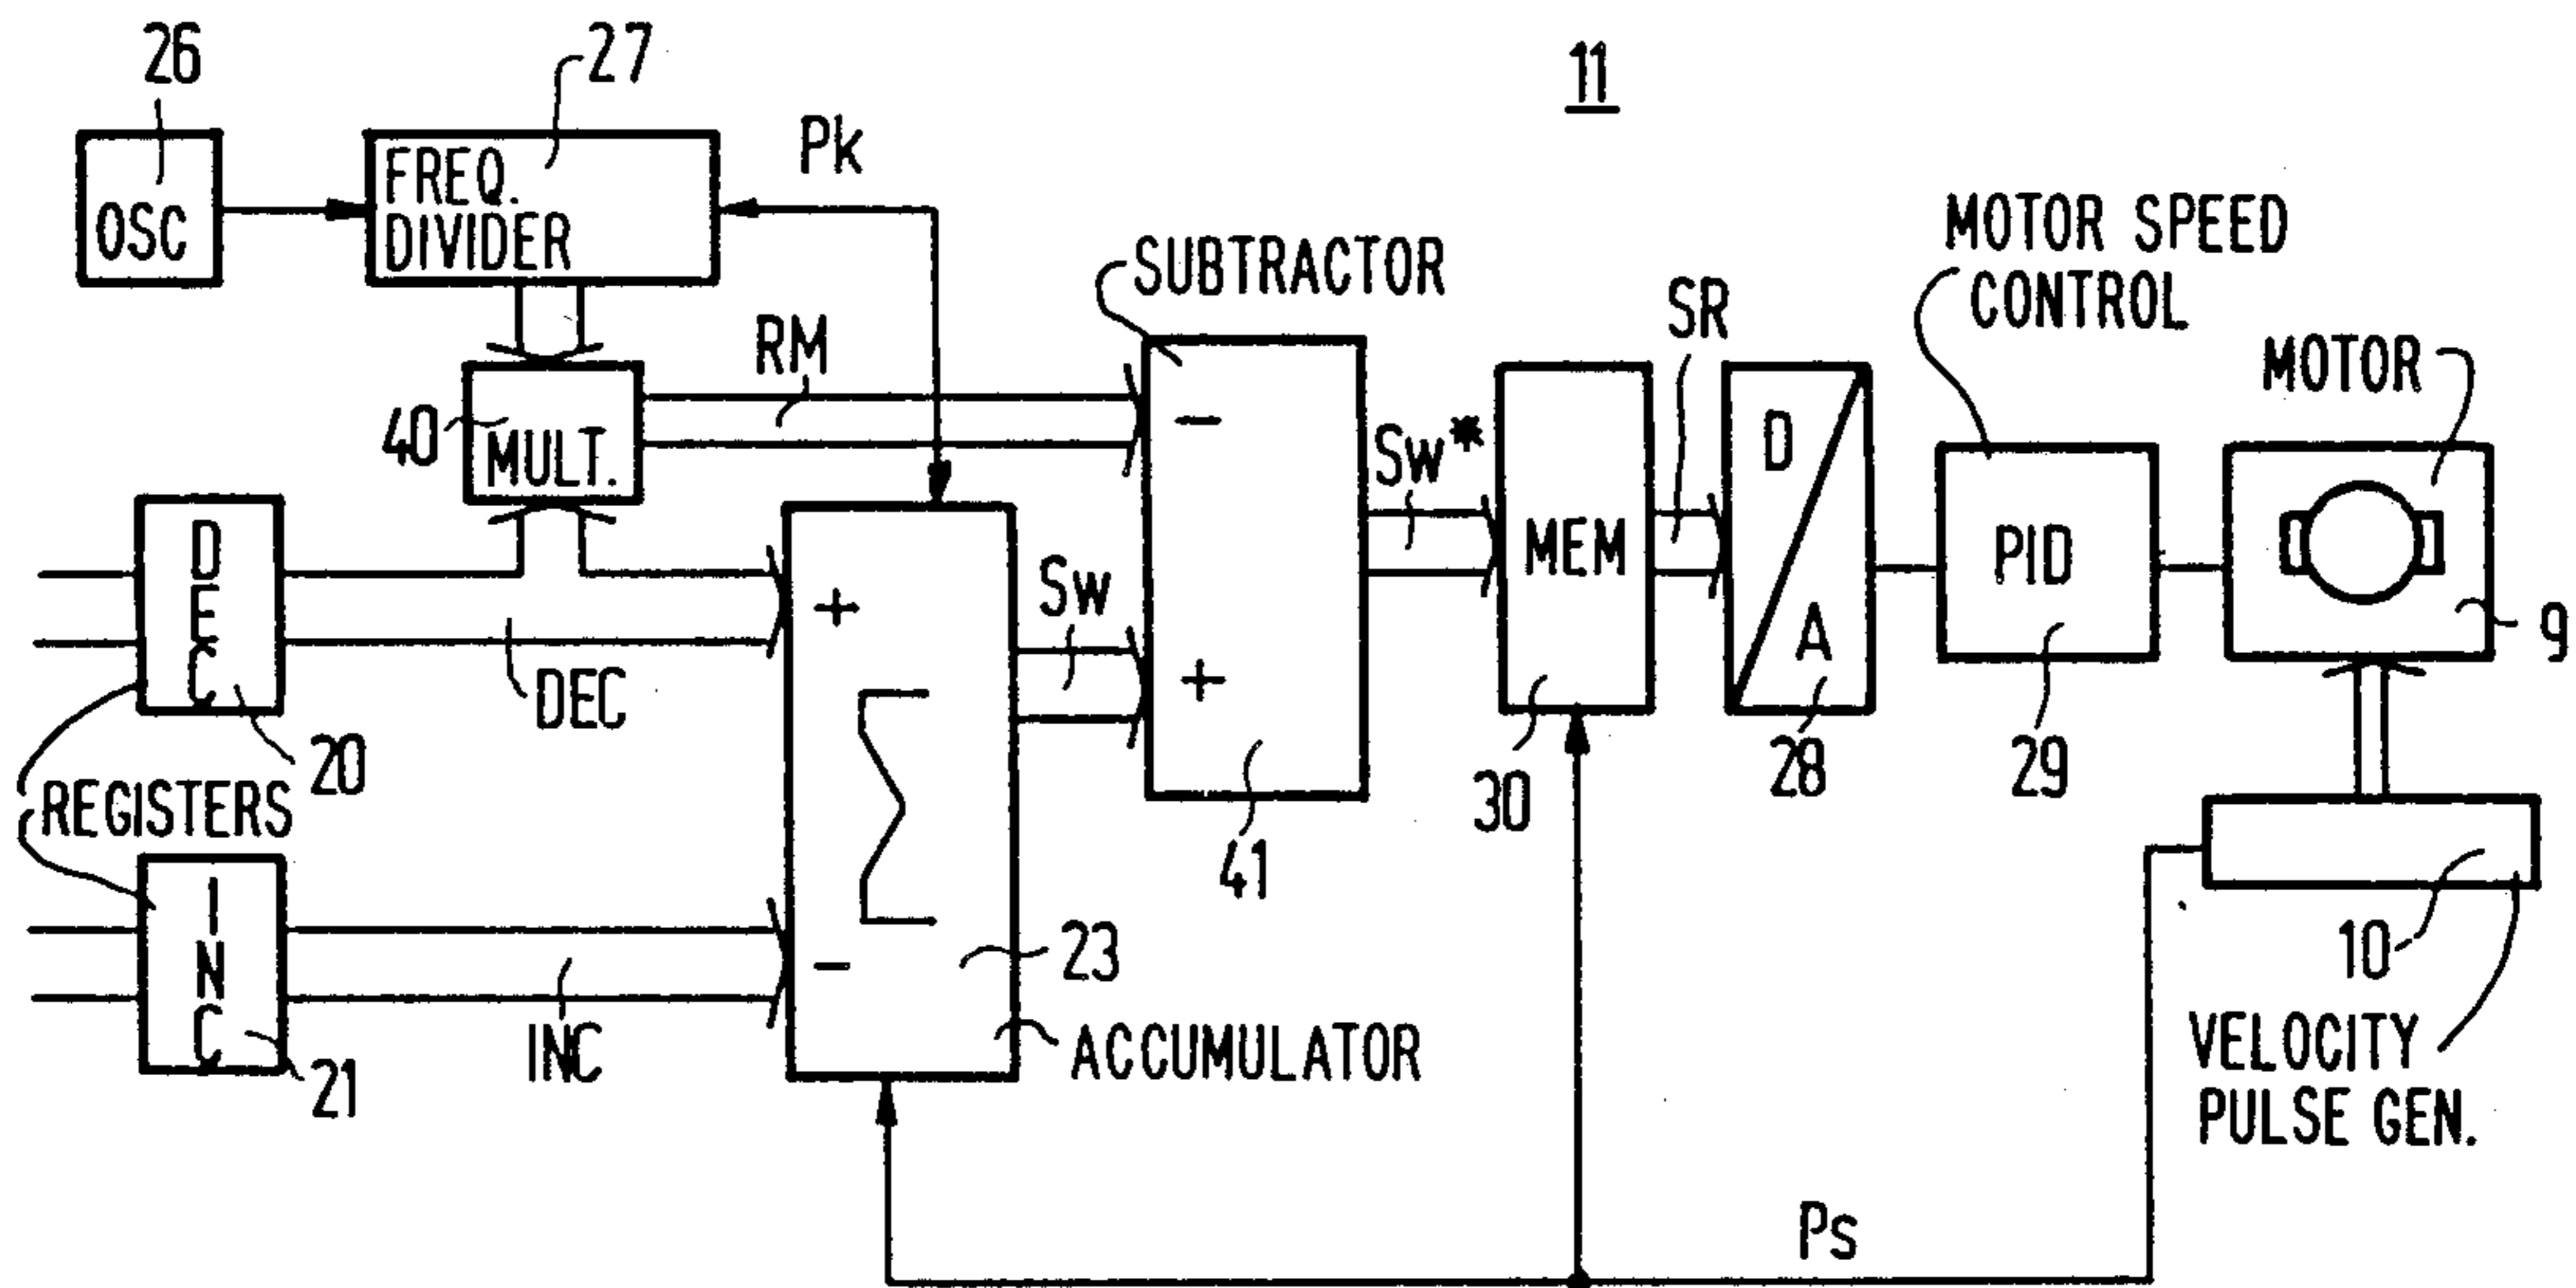 26
27
11
OSC
FREQ.
DIVIDER
Pk
MOTOR SPEED
CONTROL
SUBTRACTOR
SR
MOTOR
RM
40
MULT.
-
Sw*
MEM
D
A
PID
DEC
+
Sw
+
9
DEC
20
REGISTERS
30
28
29
41
10
INC
-
23
INC
21
ACCUMULATOR
VELOCITY
PULSE GEN.
Ps